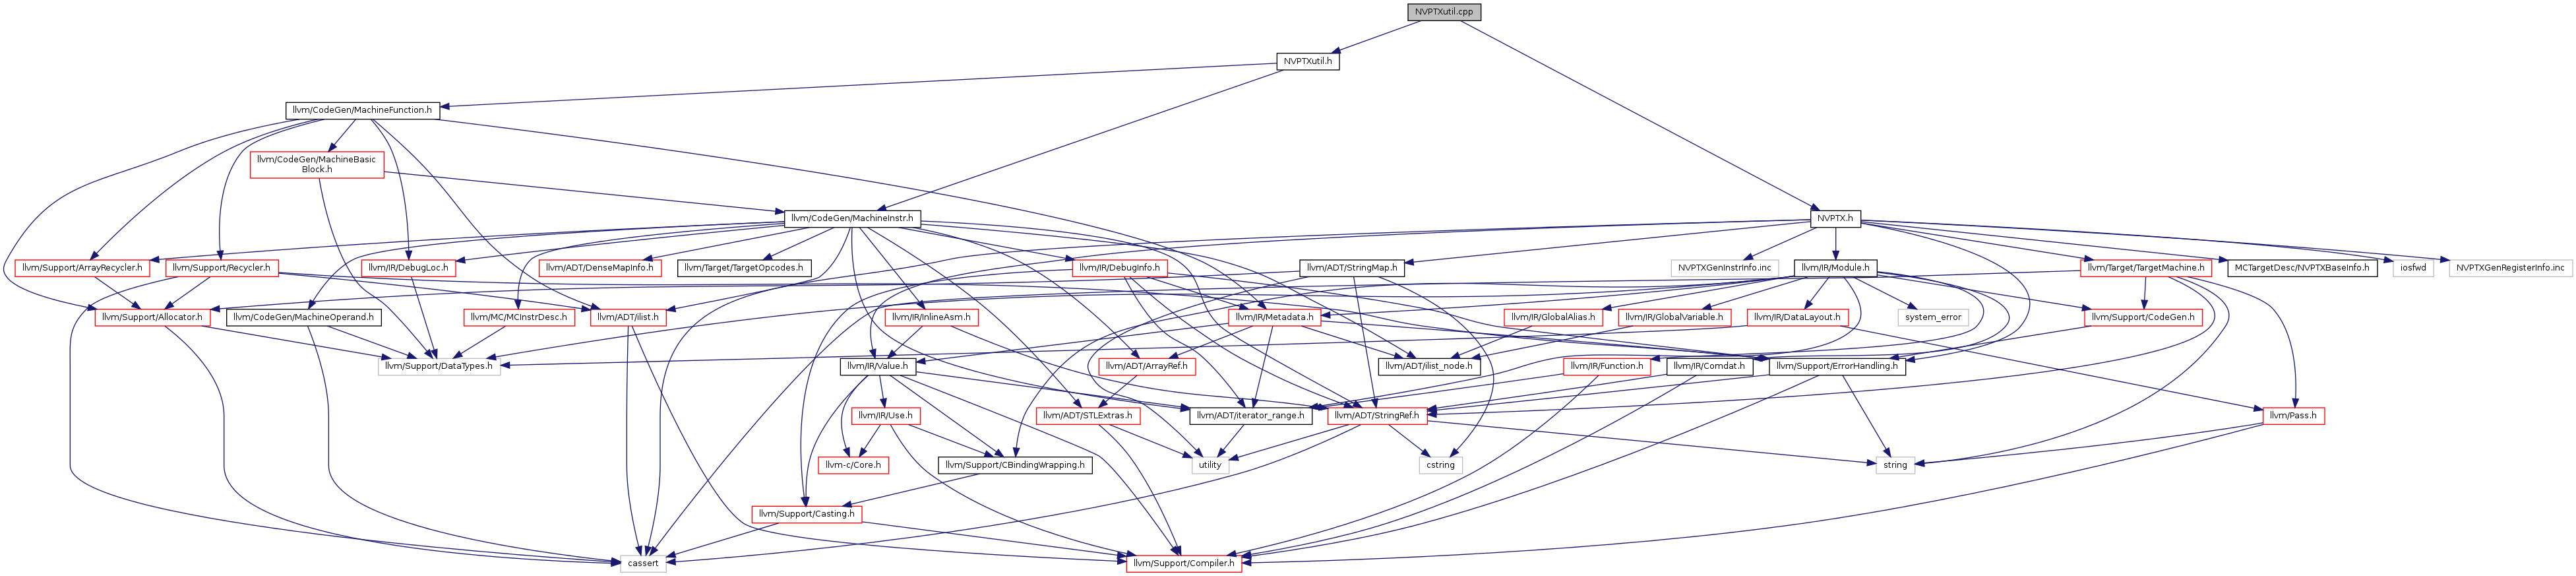 NVPTXutil.cpp
NVPTXutil.h
llvm/CodeGen/MachineFunction.h
llvm/CodeGen/MachineBasic
Block.h
llvm/CodeGen/MachineInstr.h
NVPTX.h
llvm/Support/ArrayRecycler.h
llvm/Support/Recycler.h
llvm/IR/DebugLoc.h
llvm/ADT/DenseMapInfo.h
llvm/Target/TargetOpcodes.h
llvm/IR/DebugInfo.h
llvm/ADT/StringMap.h
NVPTXGenInstrInfo.inc
llvm/IR/Module.h
llvm/Target/TargetMachine.h
MCTargetDesc/NVPTXBaseInfo.h
iosfwd
NVPTXGenRegisterInfo.inc
llvm/Support/Allocator.h
llvm/CodeGen/MachineOperand.h
llvm/MC/MCInstrDesc.h
llvm/ADT/ilist.h
llvm/IR/InlineAsm.h
llvm/IR/Metadata.h
llvm/IR/GlobalAlias.h
llvm/IR/GlobalVariable.h
llvm/IR/DataLayout.h
system_error
llvm/Support/CodeGen.h
llvm/Support/DataTypes.h
llvm/IR/Value.h
llvm/ADT/ArrayRef.h
llvm/ADT/ilist_node.h
llvm/IR/Function.h
llvm/IR/Comdat.h
llvm/Support/ErrorHandling.h
llvm/IR/Use.h
llvm/ADT/STLExtras.h
llvm/ADT/iterator_range.h
llvm/ADT/StringRef.h
llvm/Pass.h
llvm-c/Core.h
llvm/Support/CBindingWrapping.h
utility
cstring
string
llvm/Support/Casting.h
cassert
llvm/Support/Compiler.h